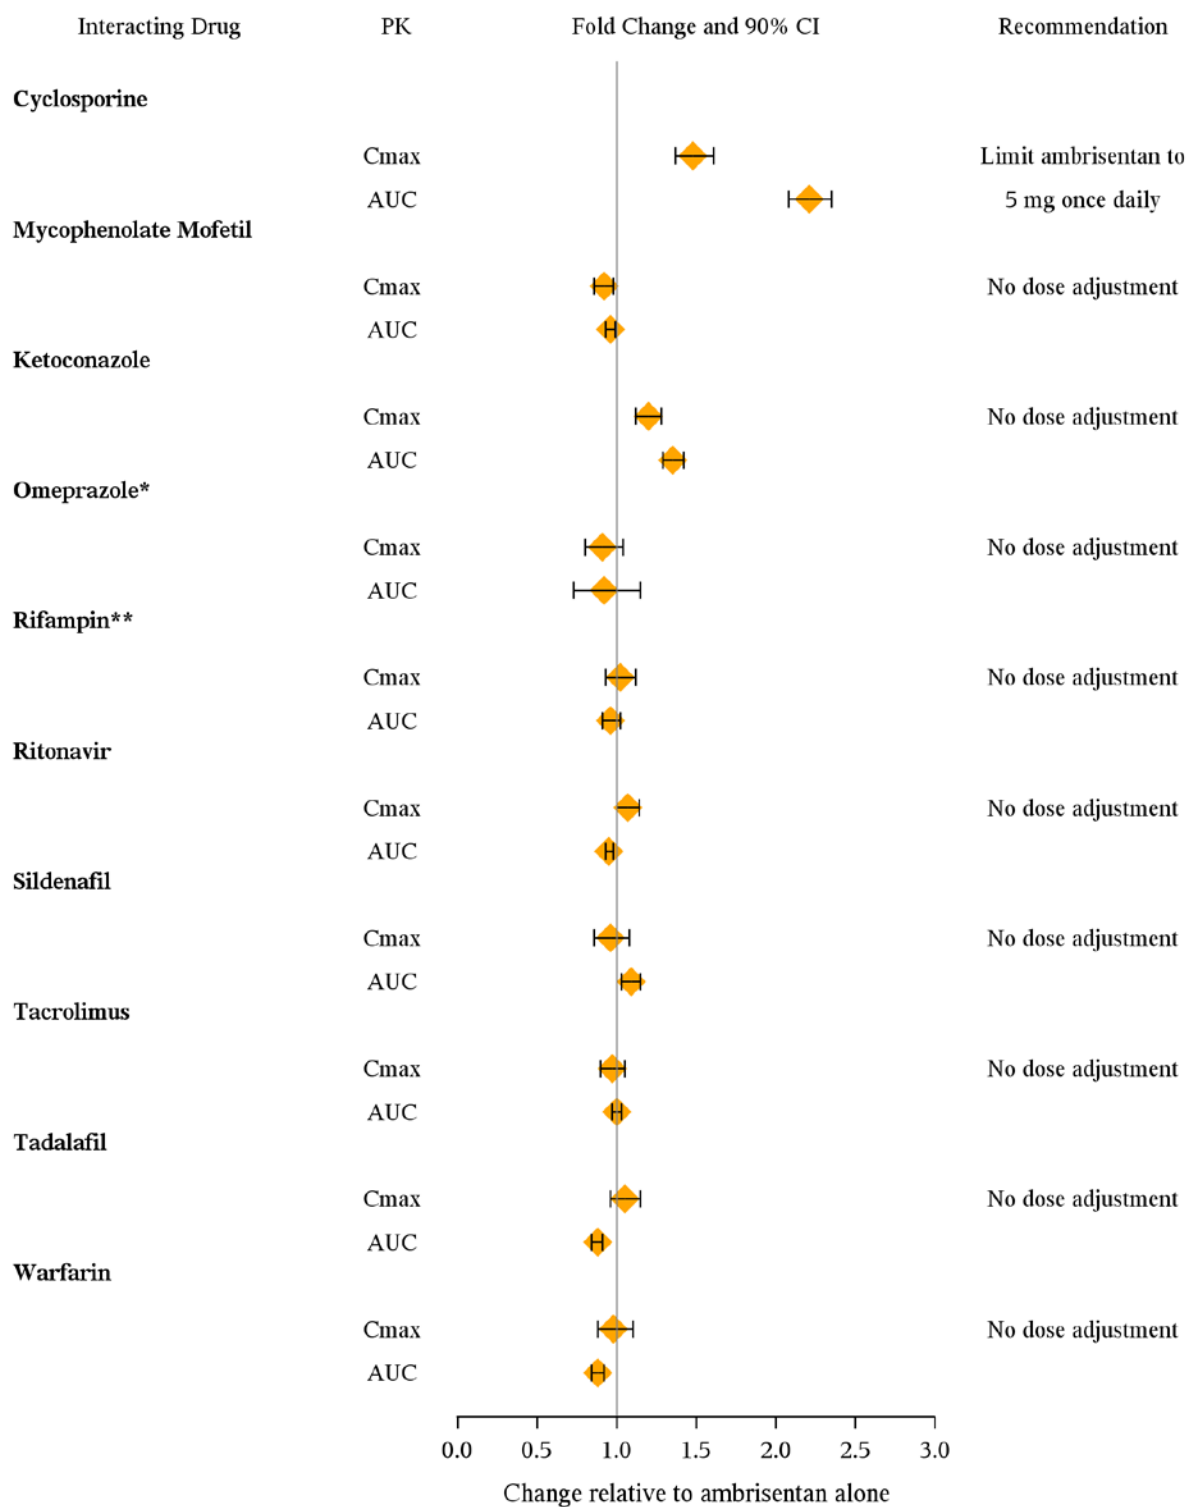 Interacting Drug PK Fold Change and 90% CI Recommendation
Cyclosporine
Cmax Limit ambrisentan to
AUC 5 mg once daily
Mycophenolate Mofetil
Cmax No dose adjustment
AUC
Ketoconazole
Cmax No dose adjustment
AUC
Omeprazole*
Cmax No dose adjustment
AUC
Rifampin**
Cmax No dose adjustment
AUC
Ritonavir
Cmax No dose adjustment
AUC
Sildenafil
Cmax No dose adjustment
AUC
Tacrolimus
Cmax No dose adjustment
AUC
Tadalafil
Cmax No dose adjustment
AUC
Warfarin
Cmax No dose adjustment
AUC
0.0 0.5 1.0 1.5 2.0 2.5 3.0
Change relative to ambrisentan alone